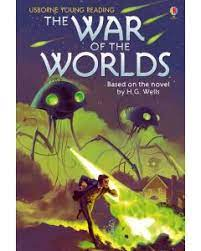 USBORNE YOUNG READING
THE WAR
OF THE
WORLDS
Based on the novel
by H.G. Wells